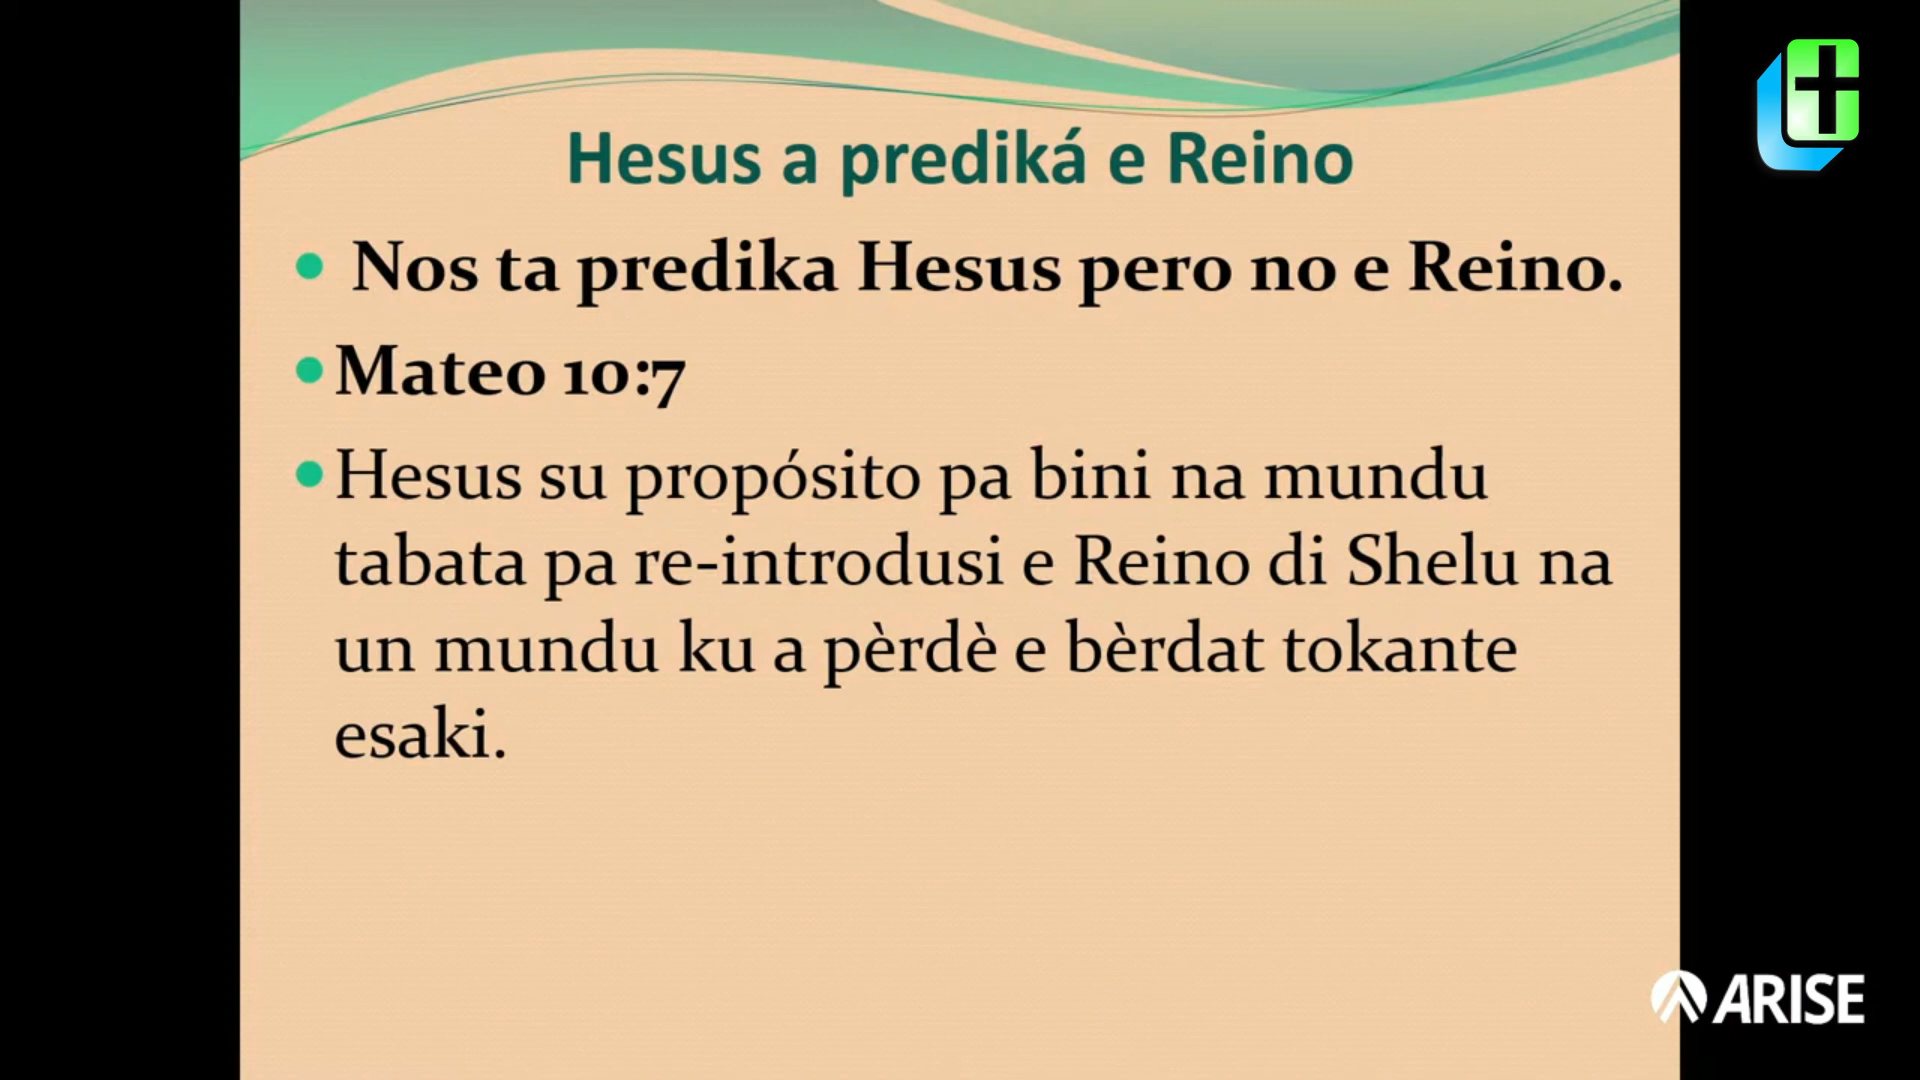 Hesus a prediká e Reino
Nos ta predika Hesus pero no e Reino.
Mateo 10:7
Hesus su propósito pa bini na mundu
tabata pa re-introdusi e Reino di Shelu na
un mundu ku a pèrdè e bèrdat tokante
esaki.
ARISE